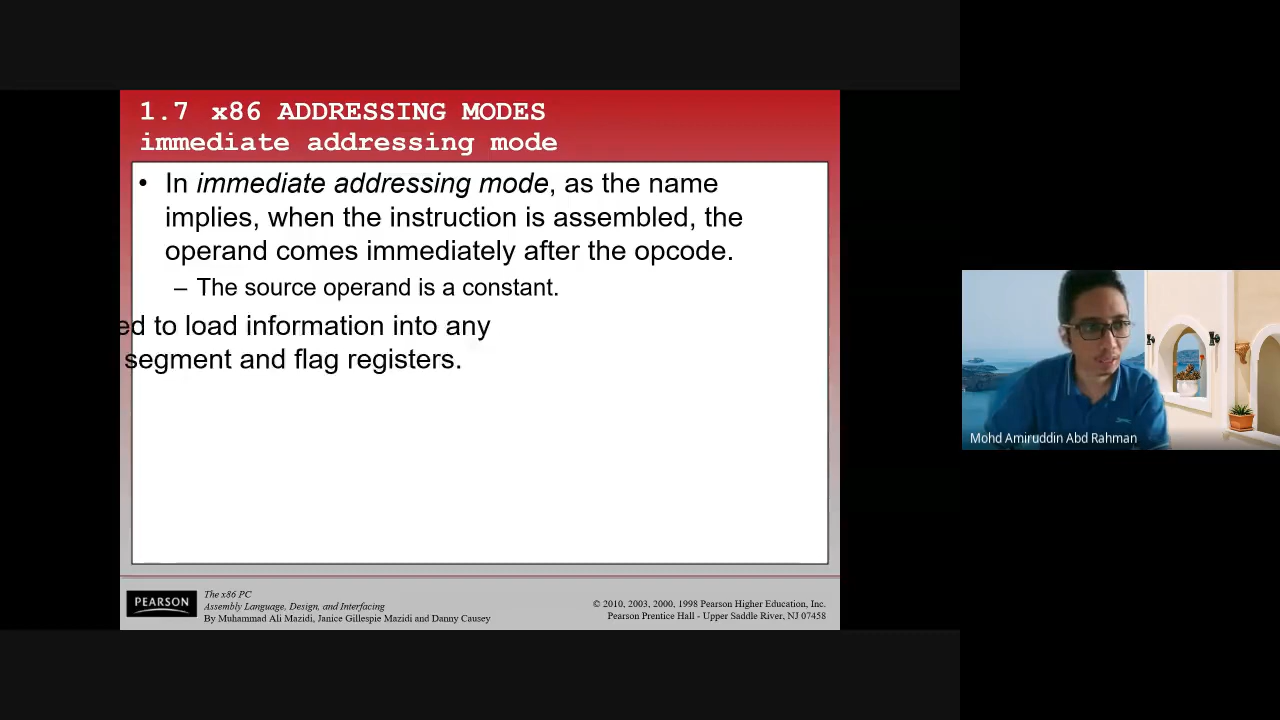 1.7 x86 ADDRESSING MODES
immediate addressing mode
• In immediate addressing mode, as the name
implies, when the instruction is assembled, the
operand comes immediately after the opcode.
– The source operand is a constant.
ed to load information into any
segment and flag registers.
PEARSON
The x86 PC
Assembly Language, Design, and Interfacing
By Muhammad Ali Mazidi, Janice Gillespie Mazidi and Danny Causey
© 2010, 2003, 2000, 1998 Pearson Higher Education, Inc.
Pearson Prentice Hall - Upper Saddle River, NJ 07458
Mohd Amiruddin Abd Rahman